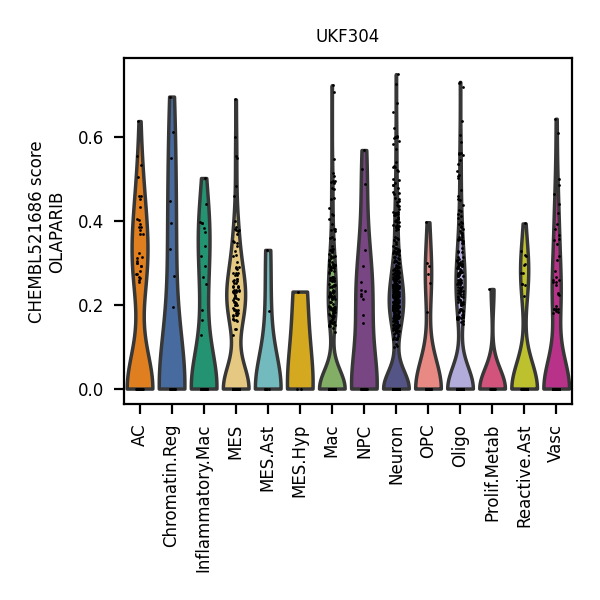 UKF304
CHEMBL521686 score
OLAPARIB
0.6
0.4
0.2
0.0
AC
Chromatin.Reg
Inflammatory.Mac
MES
MES.Ast
MES.Hyp
Mac
NPC
Neuron
OPC
Oligo
Prolif.Metab
Reactive.Ast
Vasc